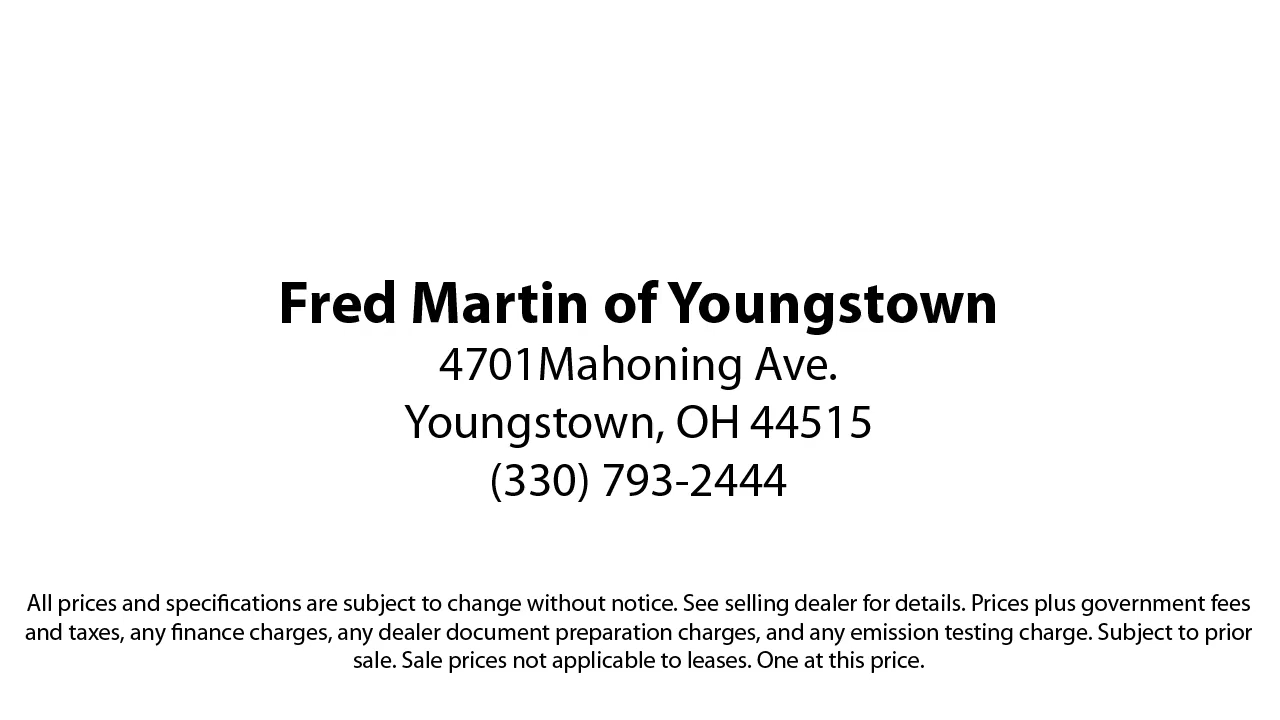 Fred Martin of Youngstown
4701Mahoning Ave.
Youngstown, OH 44515
(330) 793-2444
All prices and specifications are subject to change without notice. See selling dealer for details. Prices plus government fees
and taxes, any finance charges, any dealer document preparation charges, and any emission testing charge. Subject to prior
sale. Sale prices not applicable to leases. One at this price.